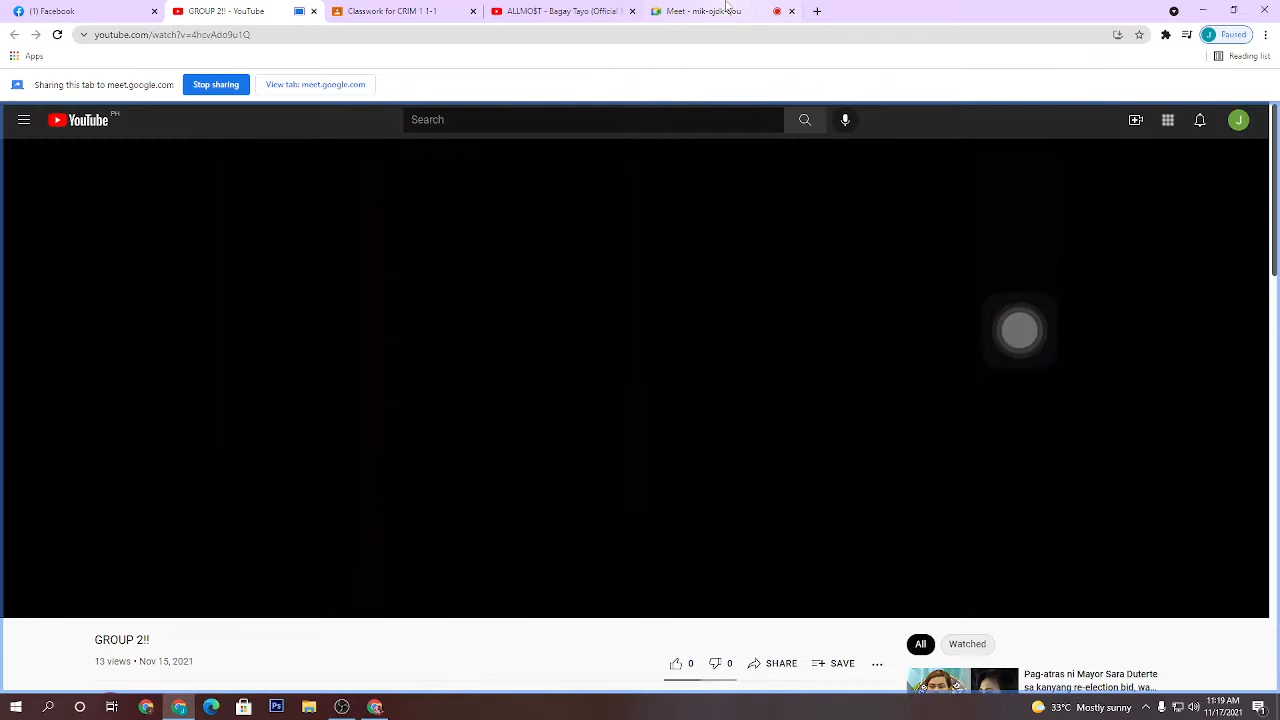 (1) Facebook
GROUP 2!! - YouTube
Classwork for CRIM 1 1-1
ALLMO$T - Bagay Tayo (Official
Meet - mik-ojdk-
youtube.com/watch?v=4hcvAdo9u1Q
J Paused
Apps
Reading list
Sharing this tab to meet.google.com
Stop sharing
View tab: meet.google.com
YouTube PH
Search
J
GROUP 2!!
13 views • Nov 15, 2021
0
0
SHARE
SAVE
All
Watched
Pag-atras ni Mayor Sara Duterte
sa kanyang re-election bid, wa...
33°C Mostly sunny
11:19 AM
11/17/2021